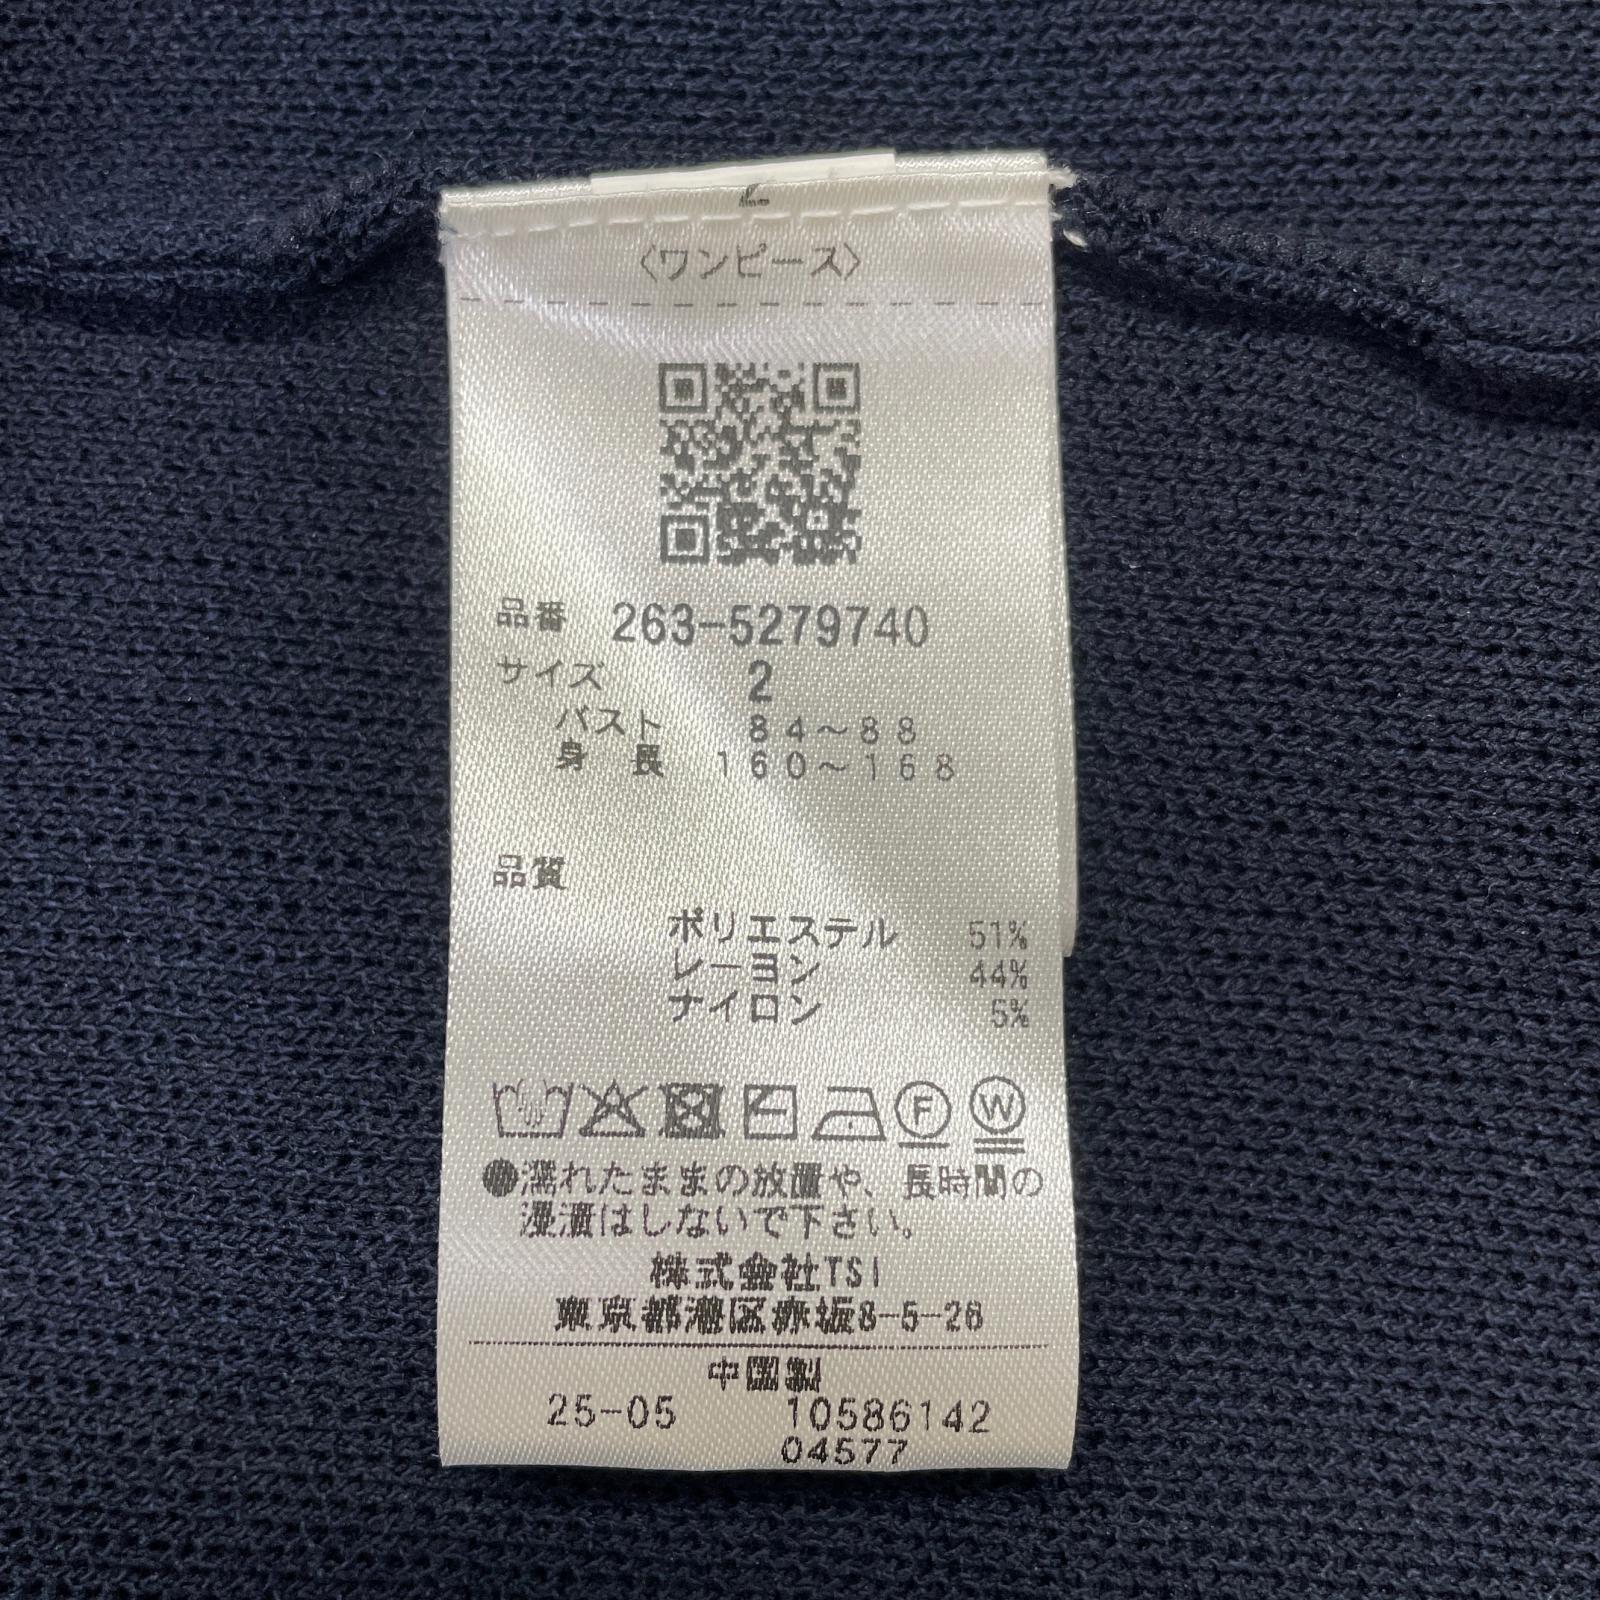 2
〈ワンピース〉
品番 263-5279740
サイズ 2
バスト 84～88
身長 160～168
品質
ポリエステル 51%
レーヨン 44%
ナイロン 5%
F W
●濡れたままの放置や、長時間の
浸漬はしないで下さい。
株式会社TSI
東京都港区赤坂8-5-28
中国製
25-05 10586142
04577